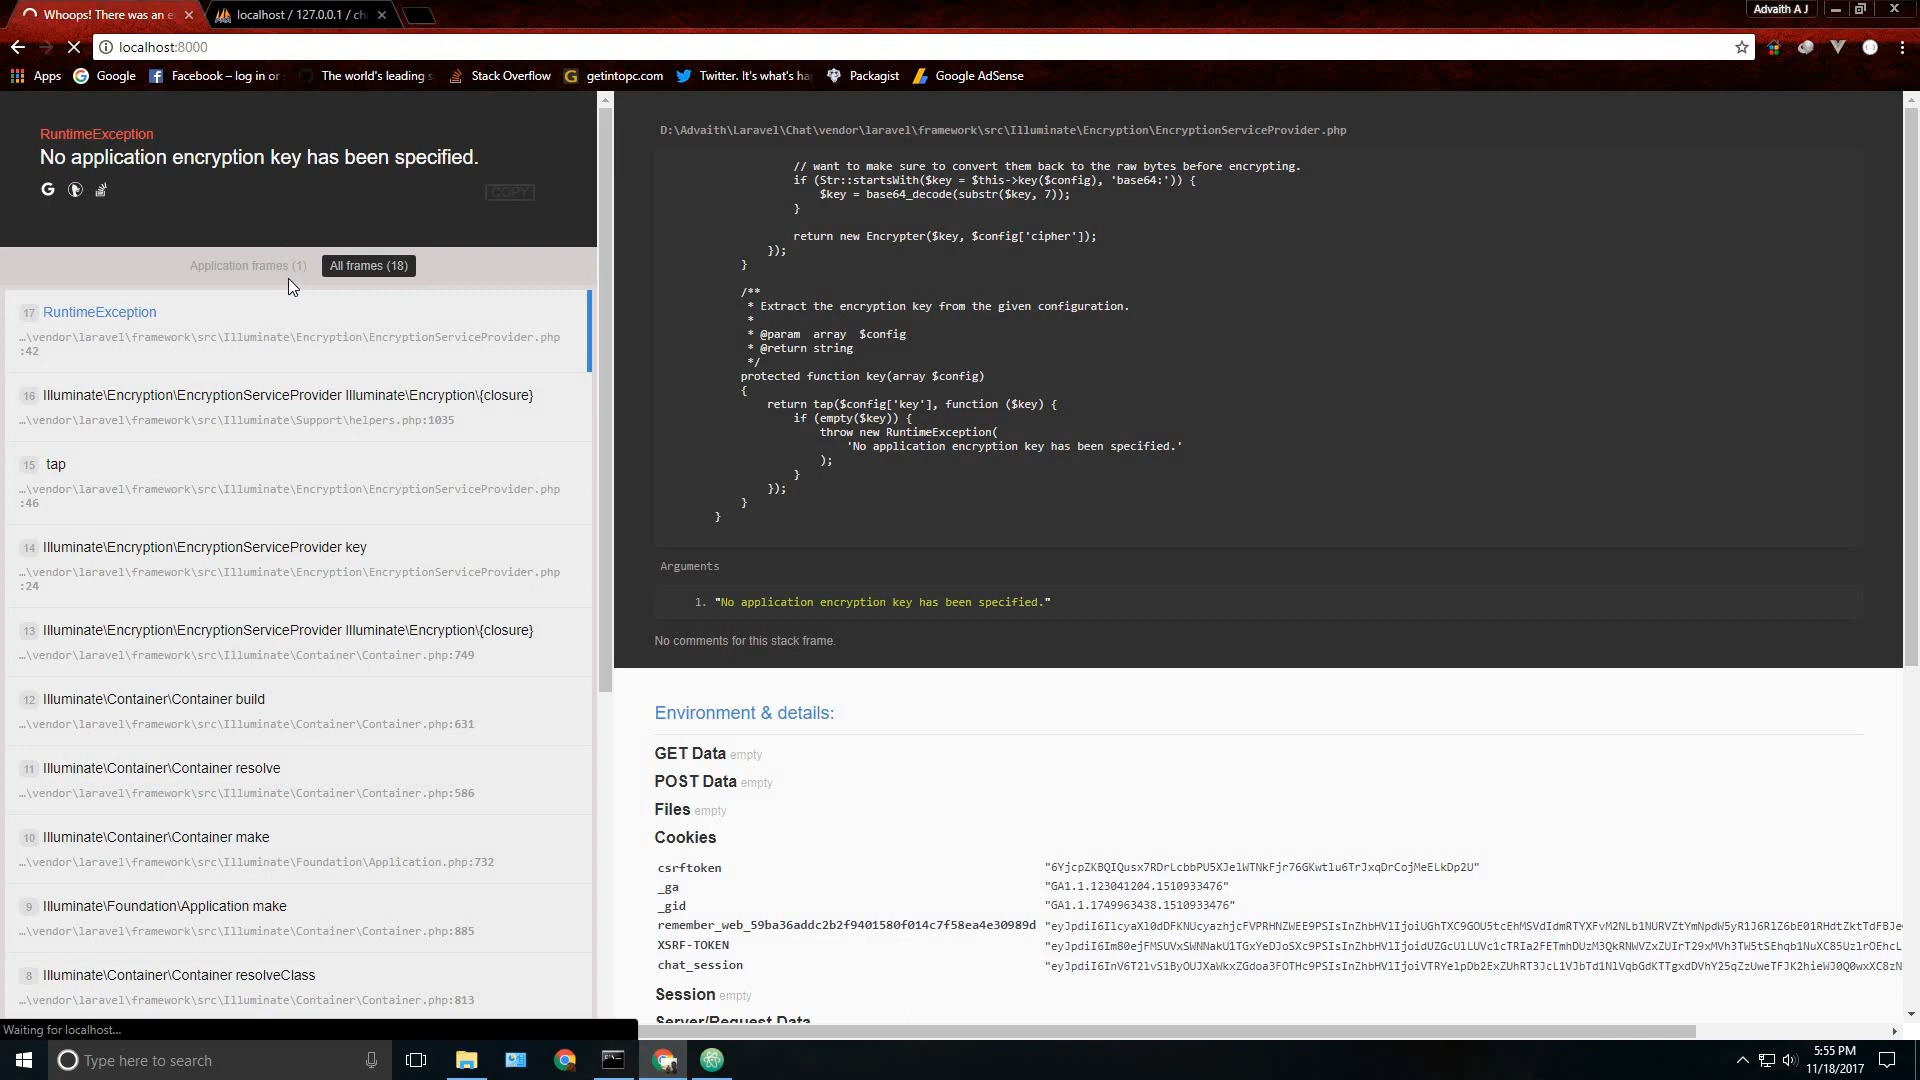 Whoops! There was an e
localhost / 127.0.0.1 / ch
Advaith A J
localhost:8000
Apps
Google
Facebook – log in or
The world's leading s
Stack Overflow
getintopc.com
Twitter. It's what's ha
Packagist
Google AdSense
RuntimeException
No application encryption key has been specified.
COPY
Application frames (1)
All frames (18)
17 RuntimeException
…\vendor\laravel\framework\src\Illuminate\Encryption\EncryptionServiceProvider.php
:42
16 Illuminate\Encryption\EncryptionServiceProvider Illuminate\Encryption\{closure}
…\vendor\laravel\framework\src\Illuminate\Support\helpers.php:1035
15 tap
…\vendor\laravel\framework\src\Illuminate\Encryption\EncryptionServiceProvider.php
:46
14 Illuminate\Encryption\EncryptionServiceProvider key
…\vendor\laravel\framework\src\Illuminate\Encryption\EncryptionServiceProvider.php
:24
13 Illuminate\Encryption\EncryptionServiceProvider Illuminate\Encryption\{closure}
…\vendor\laravel\framework\src\Illuminate\Container\Container.php:749
12 Illuminate\Container\Container build
…\vendor\laravel\framework\src\Illuminate\Container\Container.php:631
11 Illuminate\Container\Container resolve
…\vendor\laravel\framework\src\Illuminate\Container\Container.php:586
10 Illuminate\Container\Container make
…\vendor\laravel\framework\src\Illuminate\Foundation\Application.php:732
9 Illuminate\Foundation\Application make
…\vendor\laravel\framework\src\Illuminate\Container\Container.php:885
8 Illuminate\Container\Container resolveClass
…\vendor\laravel\framework\src\Illuminate\Container\Container.php:813
Waiting for localhost...
D:\Advaith\Laravel\Chat\vendor\laravel\framework\src\Illuminate\Encryption\EncryptionServiceProvider.php
// want to make sure to convert them back to the raw bytes before encrypting.
if (Str::startsWith($key = $this->key($config), 'base64:')) {
$key = base64_decode(substr($key, 7));
}
return new Encrypter($key, $config['cipher']);
});
}
/**
* Extract the encryption key from the given configuration.
*
* @param  array  $config
* @return string
*/
protected function key(array $config)
{
return tap($config['key'], function ($key) {
if (empty($key)) {
throw new RuntimeException(
'No application encryption key has been specified.'
);
}
});
}
}
Arguments
1. "No application encryption key has been specified."
No comments for this stack frame.
Environment & details:
GET Data empty
POST Data empty
Files empty
Cookies
csrftoken
_ga "GA1.1.123041204.1510933476"
_gid "GA1.1.1749963438.1510933476"
remember_web_59ba36addc2b2f9401580f014c7f58ea4e30989d
XSRF-TOKEN
chat_session
Session empty
Server/Request Data
Type here to search
5:55 PM
11/18/2017